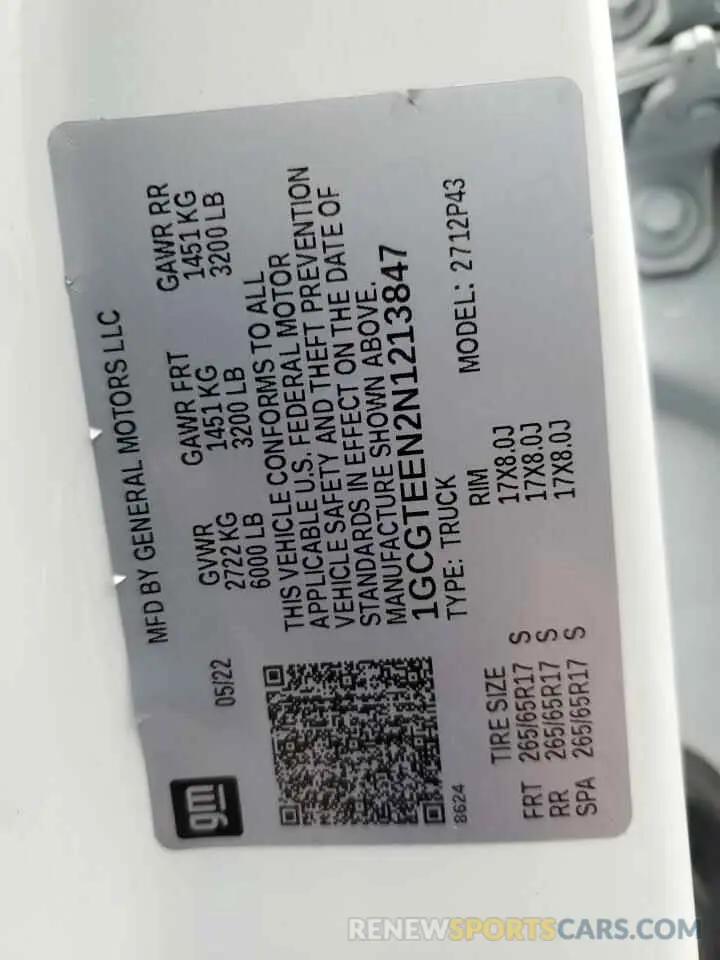 gm
05/22
MFD BY GENERAL MOTORS LLC
GVWR GAWR FRT GAWR RR
2722 KG 1451 KG 1451 KG
6000 LB 3200 LB 3200 LB
THIS VEHICLE CONFORMS TO ALL
APPLICABLE U.S. FEDERAL MOTOR
VEHICLE SAFETY AND THEFT PREVENTION
STANDARDS IN EFFECT ON THE DATE OF
MANUFACTURE SHOWN ABOVE.
1GCGTEEN2N1213847
8624
TYPE: TRUCK MODEL: 2712P43
TIRE SIZE RIM
FRT 265/65R17 S 17X8.0J
RR 265/65R17 S 17X8.0J
SPA 265/65R17 S 17X8.0J
RENEWSPORTSCARS.COM